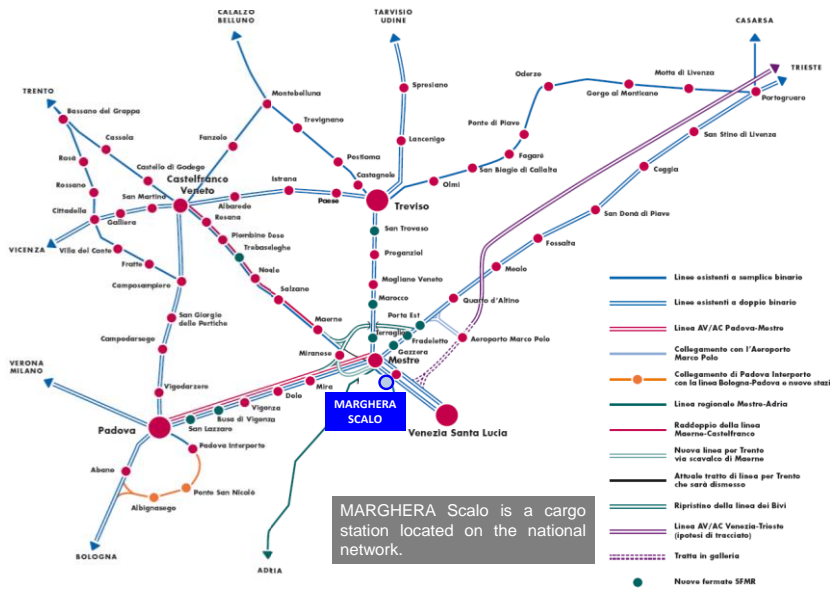 CALALZO
BELLUNO
TARVISIO
UDINE
CASARSA
TRIESTE
TRENTO
Bassano del Grappa
Montebelluna
Spresiano
Oderzo
Motta di Livenza
Gorgo al Monticano
Portogruaro
Cassola
Trevignano
Fanzolo
Lancenigo
Ponte di Piave
San Stino di Livenza
Rosà
Castello di Godego
Postioma
Fagarè
Rossano
Castelfranco
Veneto
Istrana
Castagnole
San Biagio di Callalta
Ceggia
San Martino
Paese
Olmi
Cittadella
Galliera
Albaredo
Treviso
San Donà di Piave
Rosana
San Trovaso
VICENZA
Villa del Conte
Piombino Dese
Trebaseleghe
Preganziol
Fossalta
Fratte
Noale
Mogliano Veneto
Meolo
Camposampiero
Salzano
Marocco
Quarto d'Altino
San Giorgio
delle Pertiche
Maerne
Porta Est
Terraglio
Fradeletto
Aeroporto Marco Polo
Campodarsego
Miranese
Gazzera
Mestre
VERONA
MILANO
Vigodarzere
Mira
Dolo
Vigonza
Busa di Vigonza
San Lazzaro
Padova
MARGHERA
SCALO
Venezia Santa Lucia
Padova Interporto
Abano
Ponte San Nicolò
Albignasego
BOLOGNA
ADRIA
MARGHERA Scalo is a cargo
station located on the national
network.
Linee esistenti a semplice binario
Linee esistenti a doppio binario
Linea AV/AC Padova-Mestre
Collegamento con l'Aeroporto
Marco Polo
Collegamento di Padova Interporto
con la linea Bologna-Padova e nuove stazi
Linea regionale Mestre-Adria
Raddoppio della linea
Maerne-Castelfranco
Nuova linea per Trento
via scavalco di Maerne
Attuale tratto di linea per Trento
che sarà dismesso
Ripristino della linea dei Bivi
Linea AV/AC Venezia-Trieste
(ipotesi di tracciato)
Tratta in galleria
Nuove fermate SFMR